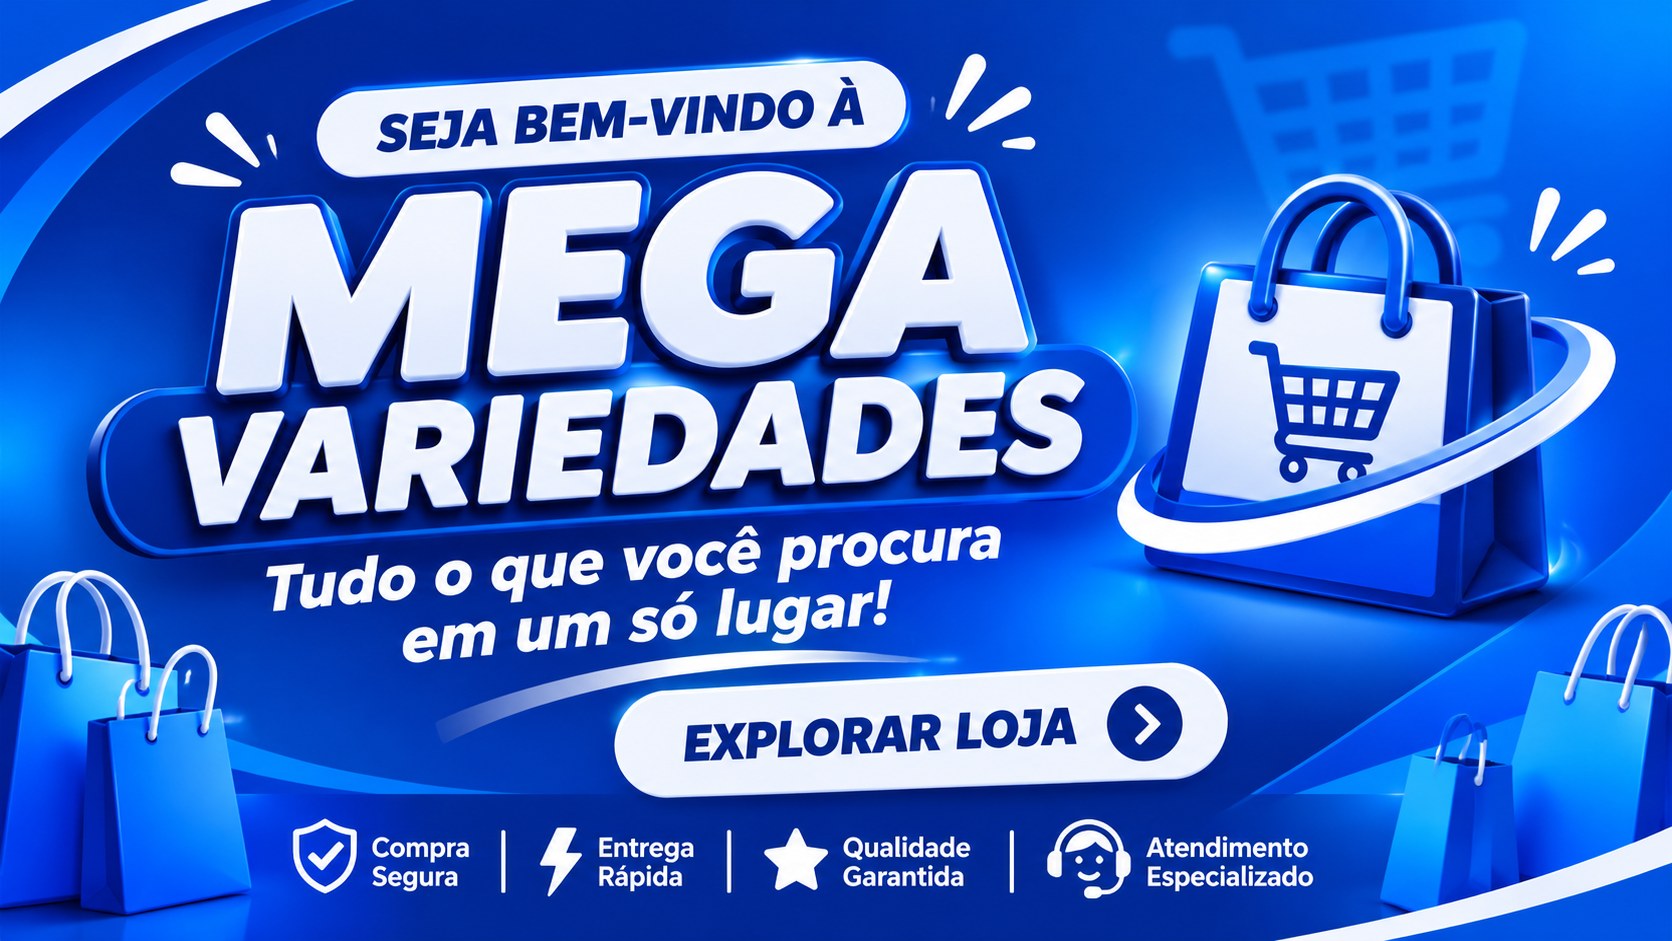 SEJA BEM-VINDO À
MEGA
VARIEDADES
Tudo o que você procura
em um só lugar!
EXPLORAR LOJA
Compra
Segura
Entrega
Rápida
Qualidade
Garantida
Atendimento
Especializado